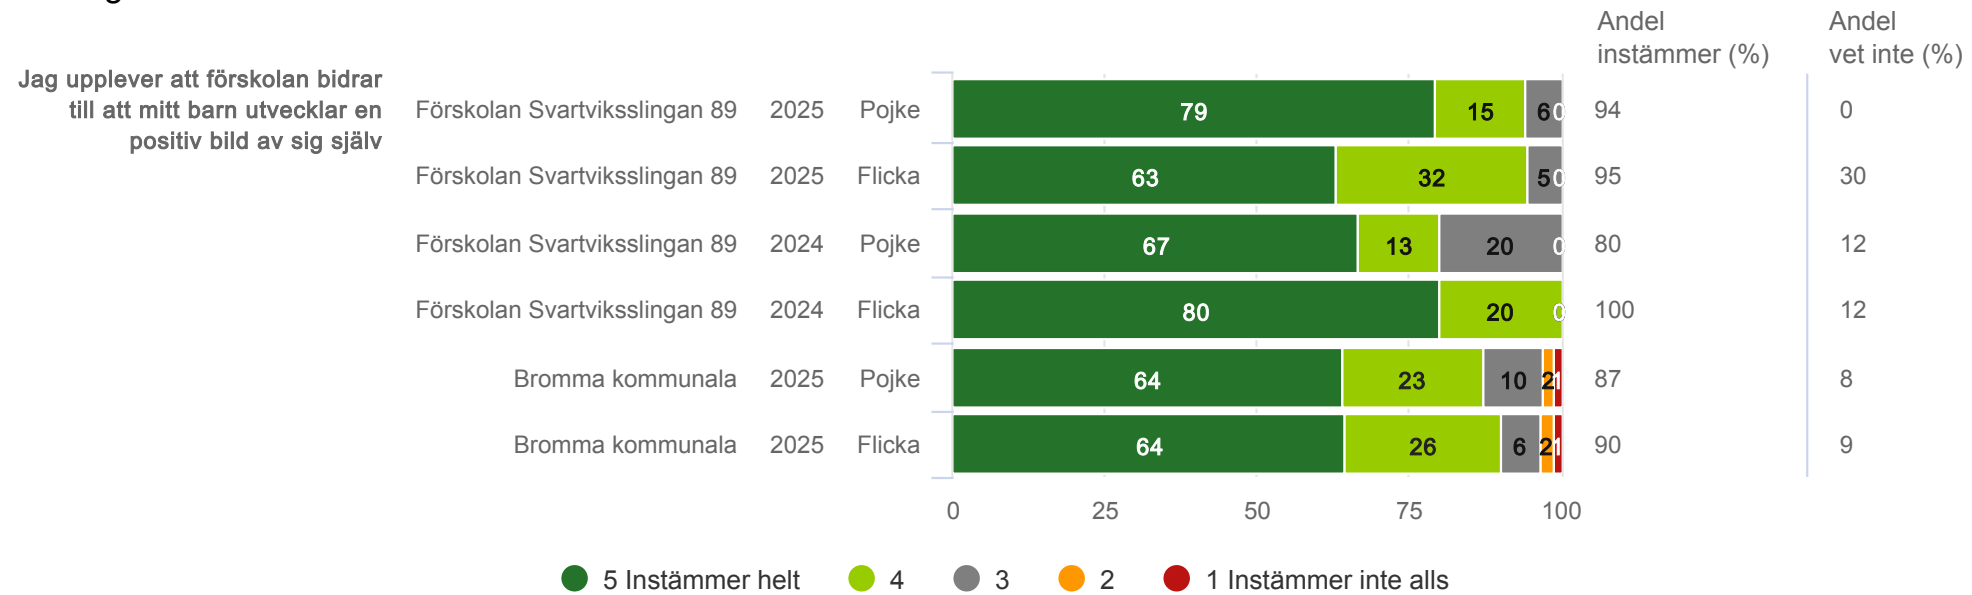 Andel
instämmer (%)
Andel
vet inte (%)
Jag upplever att förskolan bidrar
till att mitt barn utvecklar en
positiv bild av sig själv
Förskolan Svartviksslingan 89 2025 Pojke 79 15 6 0 94 0
Förskolan Svartviksslingan 89 2025 Flicka 63 32 5 0 95 30
Förskolan Svartviksslingan 89 2024 Pojke 67 13 20 0 80 12
Förskolan Svartviksslingan 89 2024 Flicka 80 20 0 100 12
Bromma kommunala 2025 Pojke 64 23 10 2 1 87 8
Bromma kommunala 2025 Flicka 64 26 6 2 1 90 9
0 25 50 75 100
5 Instämmer helt 4 3 2 1 Instämmer inte alls